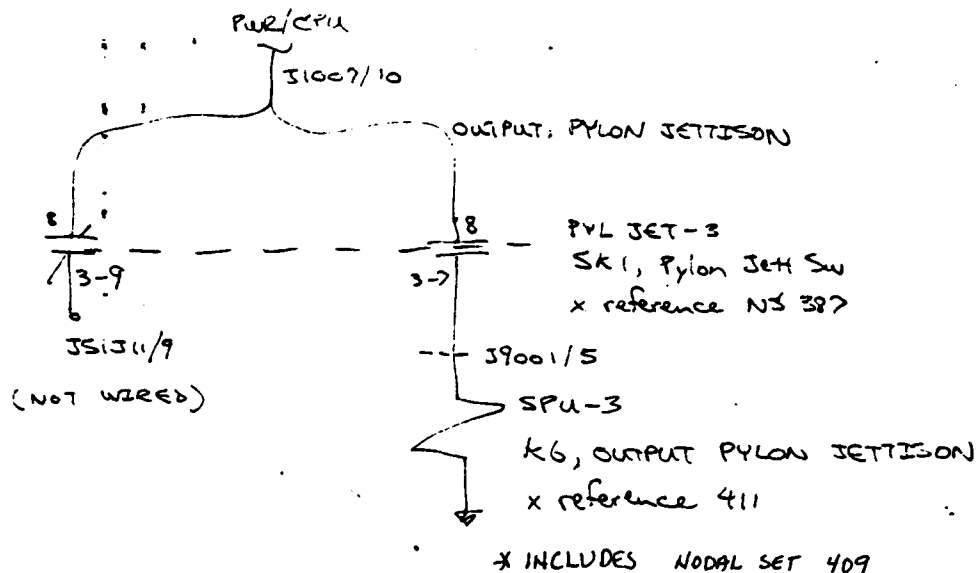 PWR/CPU
J1007/10
OUTPUT: PYLON JETTISON
8
8
3-9
3-7
PYL JET-3
SK1, Pylon Jett Sw
x reference NS 387
J51J11/9
(NOT WIRED)
J9001/5
SPU-3
K6, OUTPUT PYLON JETTISON
x reference 411
* INCLUDES NODAL SET 409